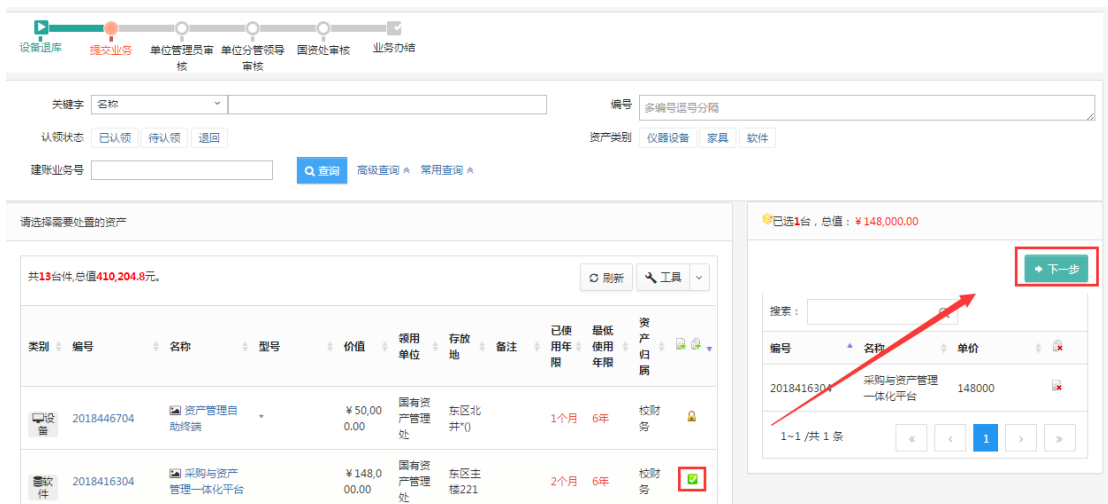 设备退库
提交业务
单位管理员审
核
单位分管领导
审核
国资处审核
业务办结
关键字 名称
编号 多编号逗号分隔
认领状态 已认领 待认领 退回
资产类别 仪器设备 家具 软件
建账业务号
查询 高级查询 常用查询
请选择需要处置的资产
已选1台，总值：￥148,000.00
共13台件,总值410,204.8元。
刷新 工具
下一步
搜索：
类别 编号 名称 型号 价值 领用
单位 存放
地 备注 已使
用年
限 最低
使用
年限 资
产
归
属
编号 名称 单价
2018416304 采购与资产管理
一体化平台 148000
1~1 /共 1 条 « ‹ 1 › »
设
备 2018446704 资产管理自
助终端 * ￥50,00
0.00 国有资
产管理
处 东区北
井*() 1个月 6年 校财
务
软
件 2018416304 采购与资产
管理一体化平台 ￥148,0
00.00 国有资
产管理
处 东区主
楼221 2个月 6年 校财
务